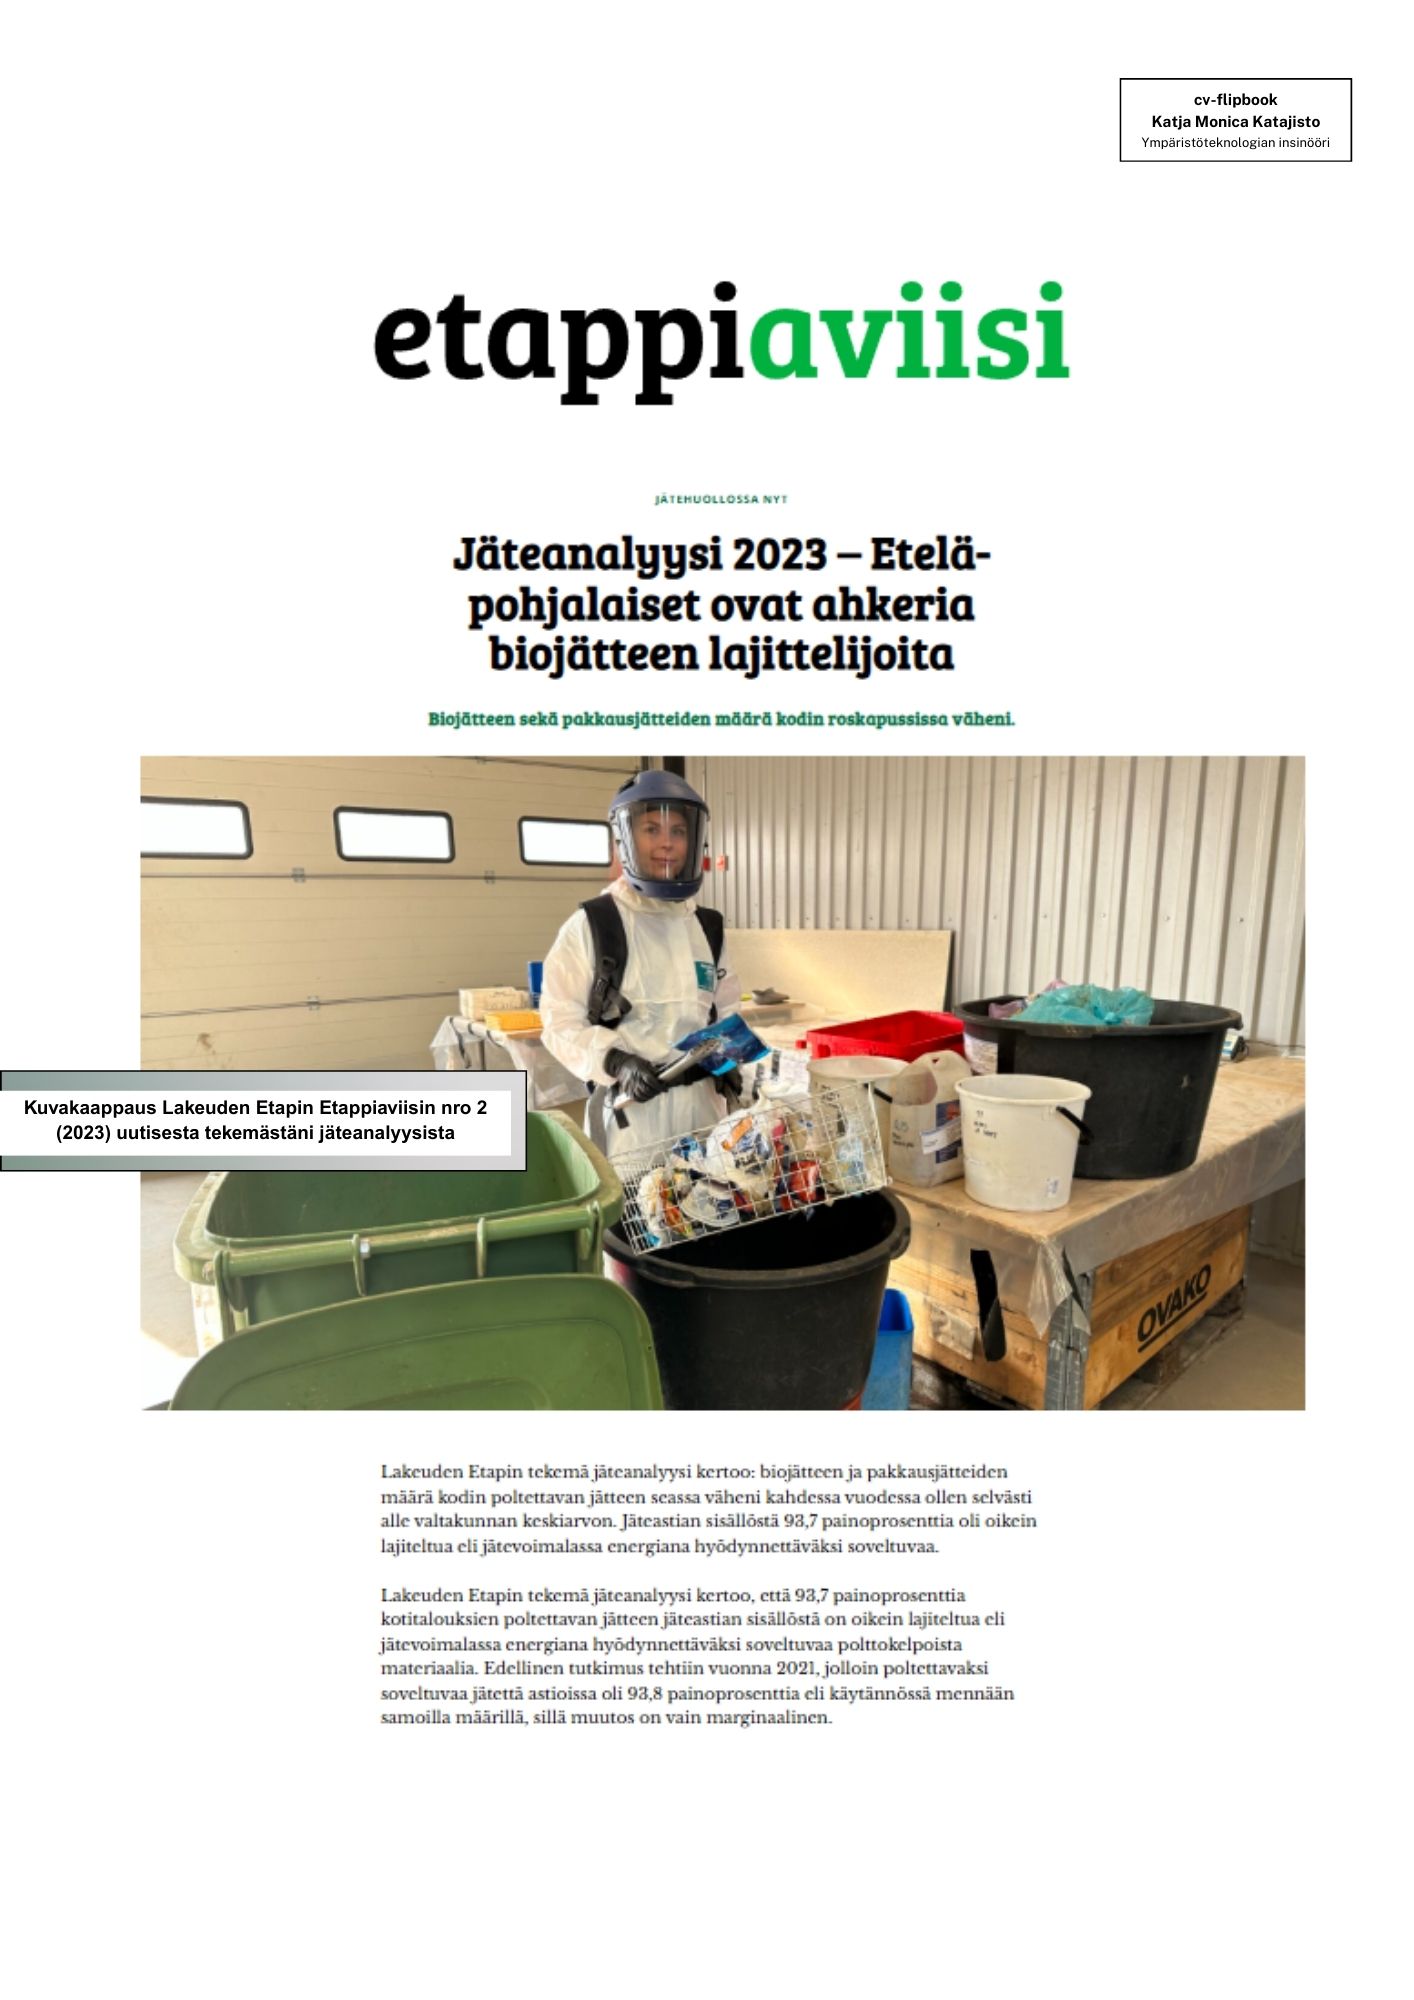 cv-flipbook
Katja Monica Katajisto
Ympäristöteknologian insinööri
etappiaviisi
JÄTEHUOLLOSSA NYT
Jäteanalyysi 2023 – Etelä-
pohjalaiset ovat ahkeria
biojätteen lajittelijoita
Biojätteen sekä pakkausjätteiden määrä kodin roskapussissa väheni.
Kuvakaappaus Lakeuden Etapin Etappiaviisin nro 2
(2023) uutisesta tekemästäni jäteanalyysista
OVAKO
Lakeuden Etapin tekemä jäteanalyysi kertoo: biojätteen ja pakkausjätteiden
määrä kodin poltettavan jätteen seassa väheni kahdessa vuodessa ollen selvästi
alle valtakunnan keskiarvon. Jäteastian sisällöstä 93,7 painoprosenttia oli oikein
lajiteltua eli jätevoimalassa energiana hyödynnettäväksi soveltuvaa.
Lakeuden Etapin tekemä jäteanalyysi kertoo, että 93,7 painoprosenttia
kotitalouksien poltettavan jätteen jäteastian sisällöstä on oikein lajiteltua eli
jätevoimalassa energiana hyödynnettäväksi soveltuvaa polttokelpoista
materiaalia. Edellinen tutkimus tehtiin vuonna 2021, jolloin poltettavaksi
soveltuvaa jätettä astioissa oli 93,8 painoprosenttia eli käytännössä mennään
samoilla määrillä, sillä muutos on vain marginaalinen.